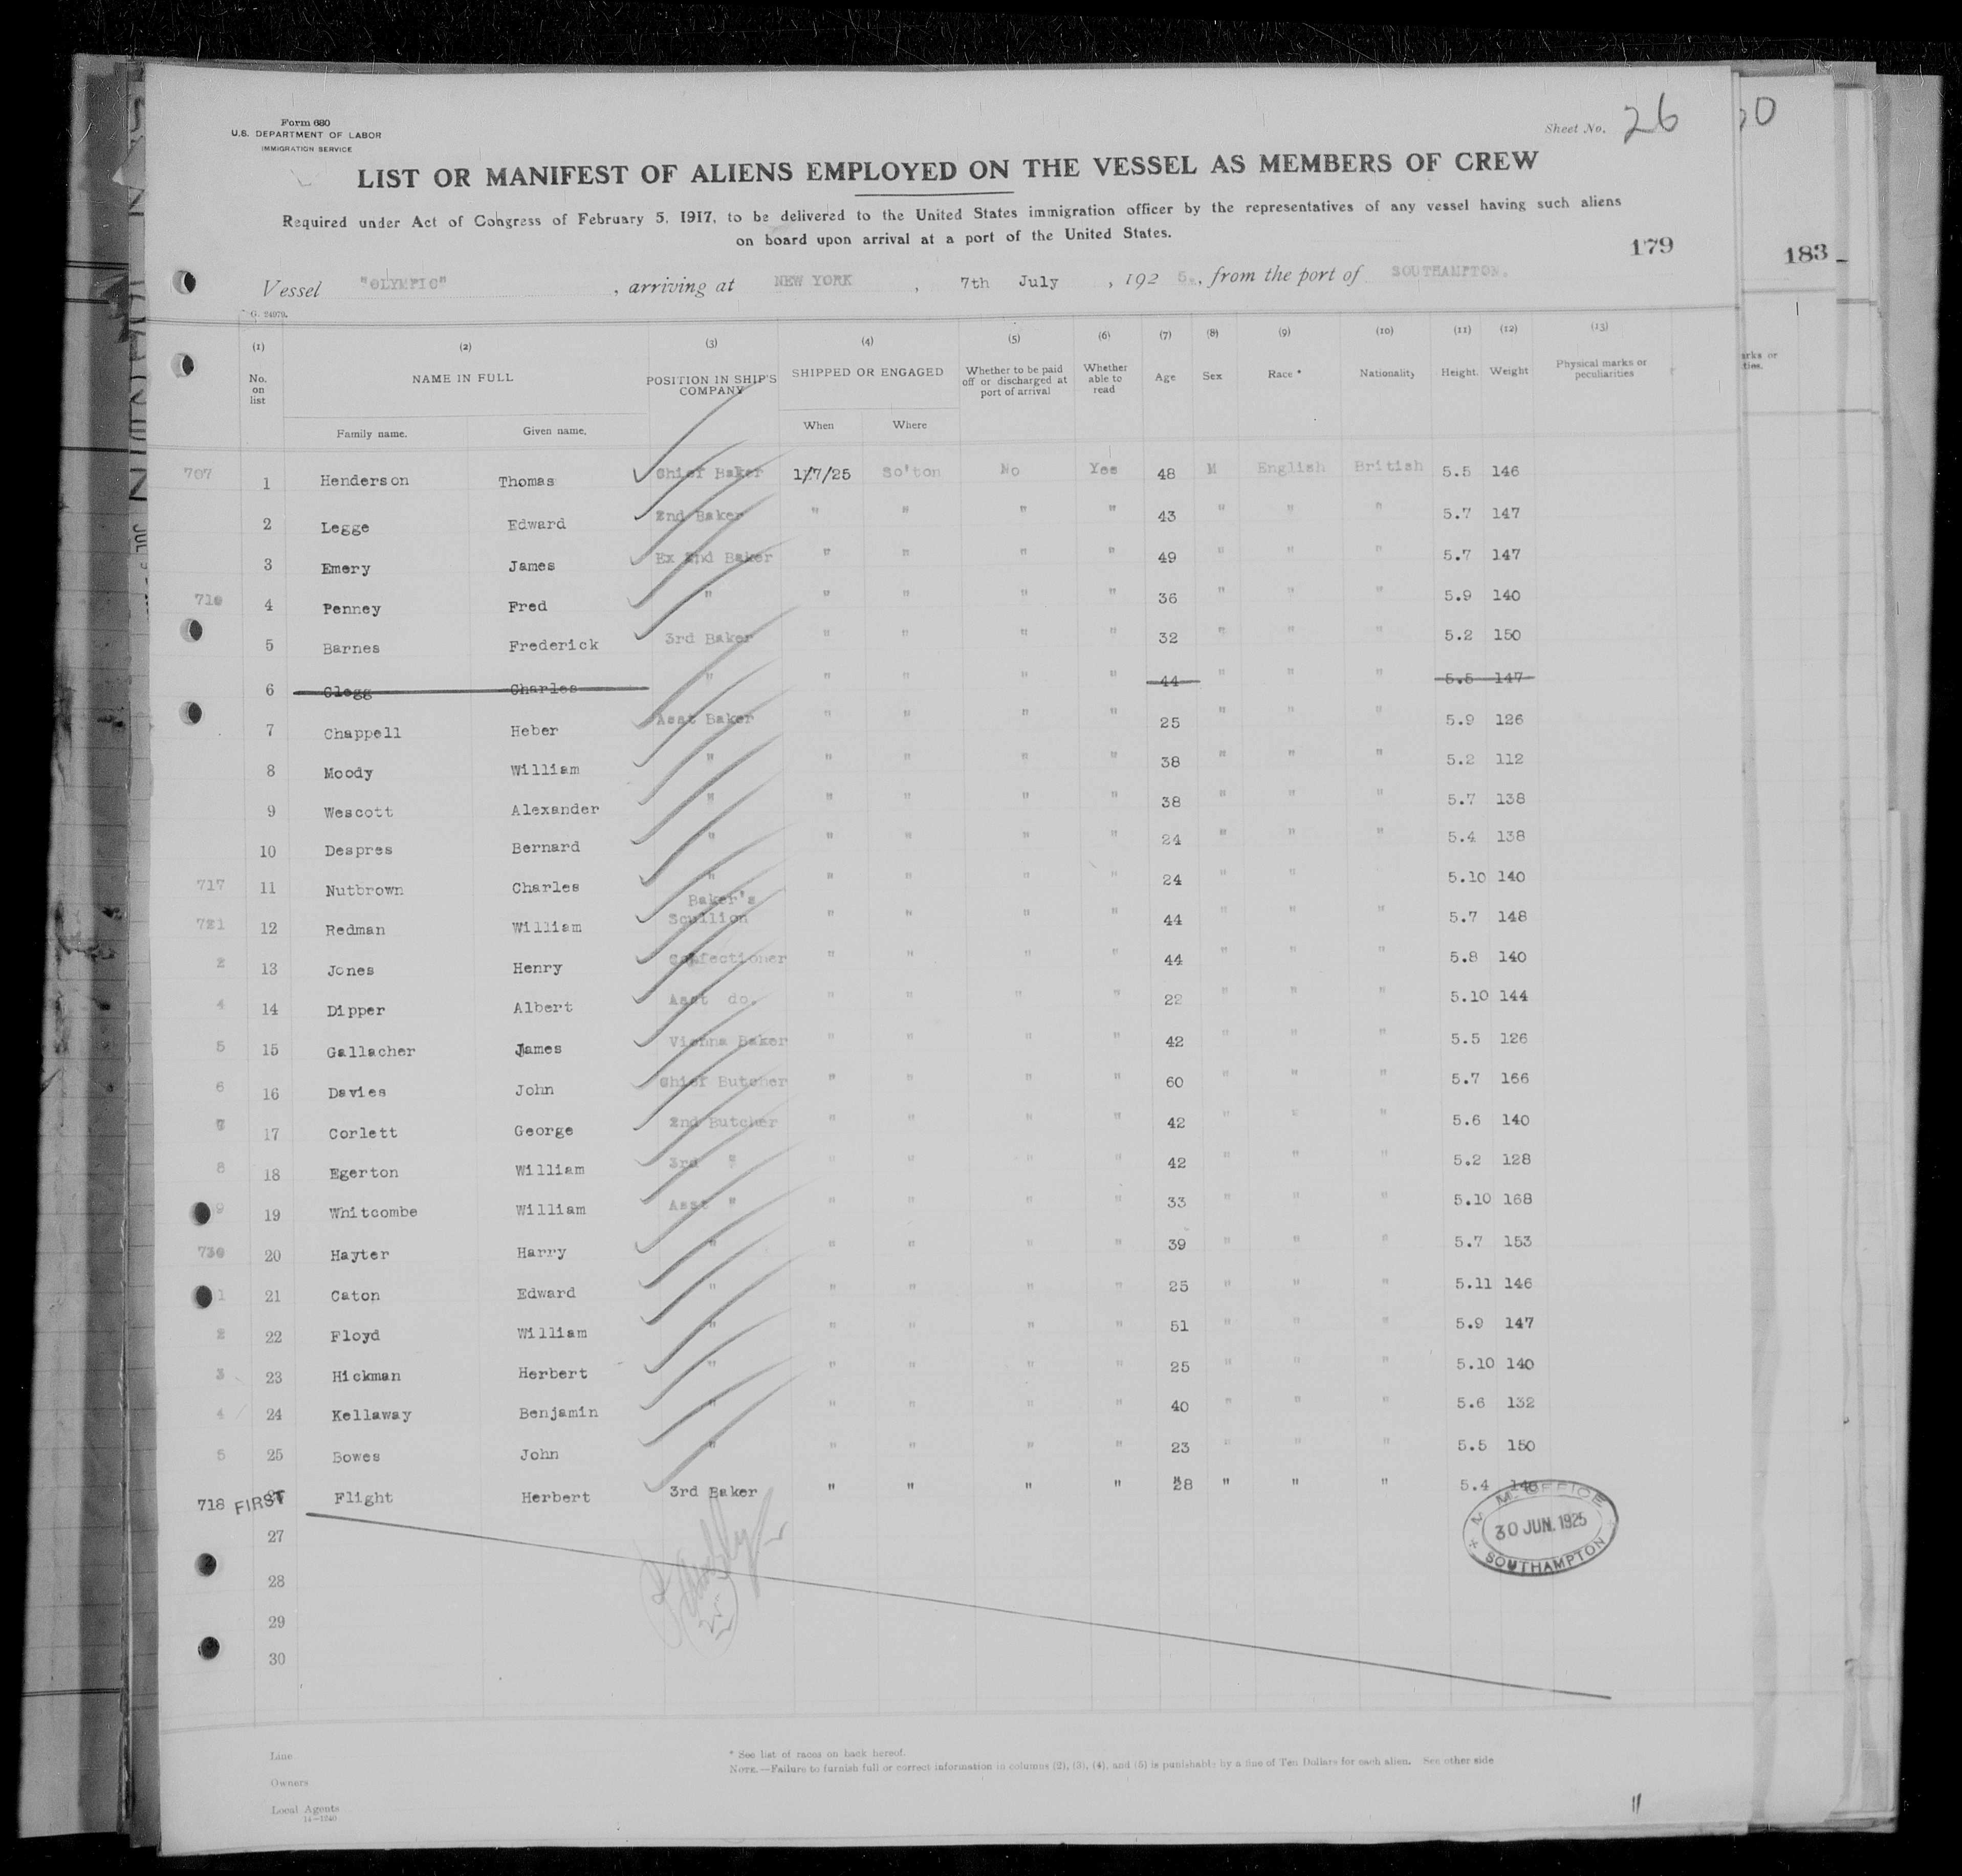 Form 680
U.S. DEPARTMENT OF LABOR
IMMIGRATION SERVICE
Sheet No. 26
LIST OR MANIFEST OF ALIENS EMPLOYED ON THE VESSEL AS MEMBERS OF CREW
Required under Act of Congress of February 5, 1917, to be delivered to the United States immigration officer by the representatives of any vessel having such aliens
on board upon arrival at a port of the United States.
179
183
Vessel "OLYMPIC" , arriving at NEW YORK , 7th July , 192 5. , from the port of SOUTHAMPTON.
G. 24079.
(1) (2) (3) (4) (5) (6) (7) (8) (9) (10) (11) (12) (13)
No. on list NAME IN FULL POSITION IN SHIP'S COMPANY SHIPPED OR ENGAGED Whether to be paid off or discharged at port of arrival Whether able to read Age Sex Race * Nationality Height. Weight Physical marks or peculiarities
Family name. Given name. When Where
707 1 Henderson Thomas Chief Baker 1/7/25 So'ton No Yes 48 M English British 5.5 146
2 Legge Edward 2nd Baker " " " " 43 " " " 5.7 147
3 Emery James Ex 2nd Baker " " " " 49 " " " 5.7 147
710 4 Penney Fred " " " " " 36 " " " 5.9 140
5 Barnes Frederick 3rd Baker " " " " 32 " " " 5.2 150
6 Clegg Charles " " " " " 44 " " " 5.5 147
7 Chappell Heber Asst Baker " " " " 25 " " " 5.9 126
8 Moody William " " " " " 38 " " " 5.2 112
9 Wescott Alexander " " " " " 38 " " " 5.7 138
10 Despres Bernard " " " " " 24 " " " 5.4 138
717 11 Nutbrown Charles " " " " " 24 " " 5.10 140
721 12 Redman William Baker's Scullion " " " " 44 " " " 5.7 148
2 13 Jones Henry Confectioner " " " " 44 " " " 5.8 140
4 14 Dipper Albert Asst do. " " " " 22 " " " 5.10 144
5 15 Gallacher James Vienna Baker " " " " 42 " " " 5.5 126
6 16 Davies John Chief Butcher " " " " 60 " " " 5.7 166
7 17 Corlett George 2nd Butcher " " " " 42 " " " 5.6 140
8 18 Egerton William 3rd " " " " " 42 " " " 5.2 128
9 19 Whitcombe William Asst " " " " " 33 " " " 5.10 168
730 20 Hayter Harry " " " " " 39 " " " 5.7 153
1 21 Caton Edward " " " " " 25 " " " 5.11 146
2 22 Floyd William " " " " " 51 " " " 5.9 147
3 23 Hickman Herbert " " " " " 25 " " " 5.10 140
4 24 Kellaway Benjamin " " " " " 40 " " " 5.6 132
5 25 Bowes John " " " " " 23 " " " 5.5 150
718 FIRST Flight Herbert 3rd Baker " " " " 28 " " " 5.4
27
28
29
30
M. M. OFFICE
30 JUN. 1925
SOUTHAMPTON
Line
Owners
Local Agents
14—1240
* See list of races on back hereof.
NOTE.—Failure to furnish full or correct information in columns (2), (3), (4), and (5) is punishable by a fine of Ten Dollars for each alien. See other side